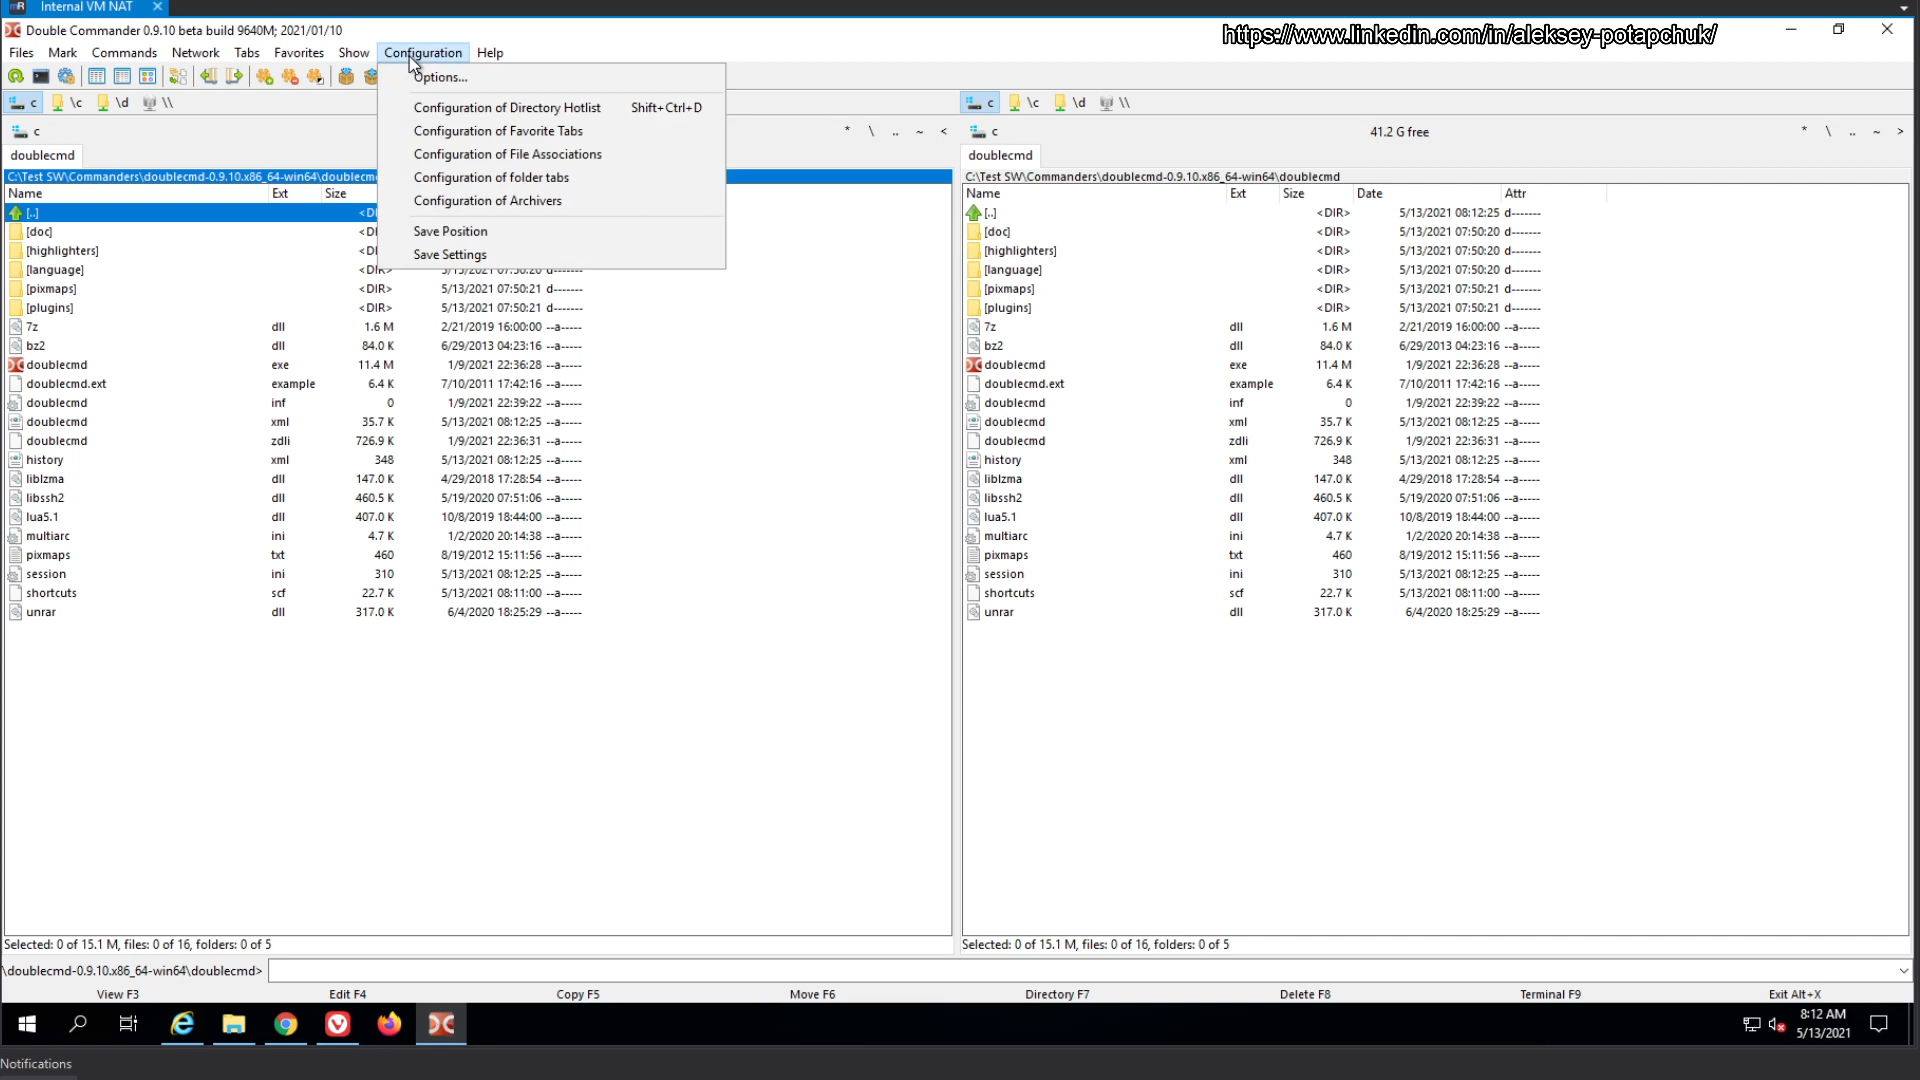 Internal VM NAT
Double Commander 0.9.10 beta build 9640M; 2021/01/10
https://www.linkedin.com/in/aleksey-potapchuk/
Files Mark Commands Network Tabs Favorites Show Configuration Help
Options...
Configuration of Directory Hotlist Shift+Ctrl+D
Configuration of Favorite Tabs
Configuration of File Associations
Configuration of folder tabs
Configuration of Archivers
Save Position
Save Settings
c \c \d \\
c * \ .. ~ <
doublecmd
C:\Test SW\Commanders\doublecmd-0.9.10.x86_64-win64\doublecm
Name Ext Size
[..] <DI
[doc] <DI
[highlighters] <DI
[language] <DIR> 5/13/2021 07:50:20 d-------
[pixmaps] <DIR> 5/13/2021 07:50:21 d-------
[plugins] <DIR> 5/13/2021 07:50:21 d-------
7z dll 1.6 M 2/21/2019 16:00:00 --a-----
bz2 dll 84.0 K 6/29/2013 04:23:16 --a-----
doublecmd exe 11.4 M 1/9/2021 22:36:28 --a-----
doublecmd.ext example 6.4 K 7/10/2011 17:42:16 --a-----
doublecmd inf 0 1/9/2021 22:39:22 --a-----
doublecmd xml 35.7 K 5/13/2021 08:12:25 --a-----
doublecmd zdli 726.9 K 1/9/2021 22:36:31 --a-----
history xml 348 5/13/2021 08:12:25 --a-----
liblzma dll 147.0 K 4/29/2018 17:28:54 --a-----
libssh2 dll 460.5 K 5/19/2020 07:51:06 --a-----
lua5.1 dll 407.0 K 10/8/2019 18:44:00 --a-----
multiarc ini 4.7 K 1/2/2020 20:14:38 --a-----
pixmaps txt 460 8/19/2012 15:11:56 --a-----
session ini 310 5/13/2021 08:12:25 --a-----
shortcuts scf 22.7 K 5/13/2021 08:11:00 --a-----
unrar dll 317.0 K 6/4/2020 18:25:29 --a-----
Selected: 0 of 15.1 M, files: 0 of 16, folders: 0 of 5
c \c \d \\
c 41.2 G free * \ .. ~ >
doublecmd
C:\Test SW\Commanders\doublecmd-0.9.10.x86_64-win64\doublecmd
Name Ext Size Date Attr
[..] <DIR> 5/13/2021 08:12:25 d-------
[doc] <DIR> 5/13/2021 07:50:20 d-------
[highlighters] <DIR> 5/13/2021 07:50:20 d-------
[language] <DIR> 5/13/2021 07:50:20 d-------
[pixmaps] <DIR> 5/13/2021 07:50:21 d-------
[plugins] <DIR> 5/13/2021 07:50:21 d-------
7z dll 1.6 M 2/21/2019 16:00:00 --a-----
bz2 dll 84.0 K 6/29/2013 04:23:16 --a-----
doublecmd exe 11.4 M 1/9/2021 22:36:28 --a-----
doublecmd.ext example 6.4 K 7/10/2011 17:42:16 --a-----
doublecmd inf 0 1/9/2021 22:39:22 --a-----
doublecmd xml 35.7 K 5/13/2021 08:12:25 --a-----
doublecmd zdli 726.9 K 1/9/2021 22:36:31 --a-----
history xml 348 5/13/2021 08:12:25 --a-----
liblzma dll 147.0 K 4/29/2018 17:28:54 --a-----
libssh2 dll 460.5 K 5/19/2020 07:51:06 --a-----
lua5.1 dll 407.0 K 10/8/2019 18:44:00 --a-----
multiarc ini 4.7 K 1/2/2020 20:14:38 --a-----
pixmaps txt 460 8/19/2012 15:11:56 --a-----
session ini 310 5/13/2021 08:12:25 --a-----
shortcuts scf 22.7 K 5/13/2021 08:11:00 --a-----
unrar dll 317.0 K 6/4/2020 18:25:29 --a-----
Selected: 0 of 15.1 M, files: 0 of 16, folders: 0 of 5
\doublecmd-0.9.10.x86_64-win64\doublecmd>
View F3 Edit F4 Copy F5 Move F6 Directory F7 Delete F8 Terminal F9 Exit Alt+X
8:12 AM
5/13/2021
Notifications